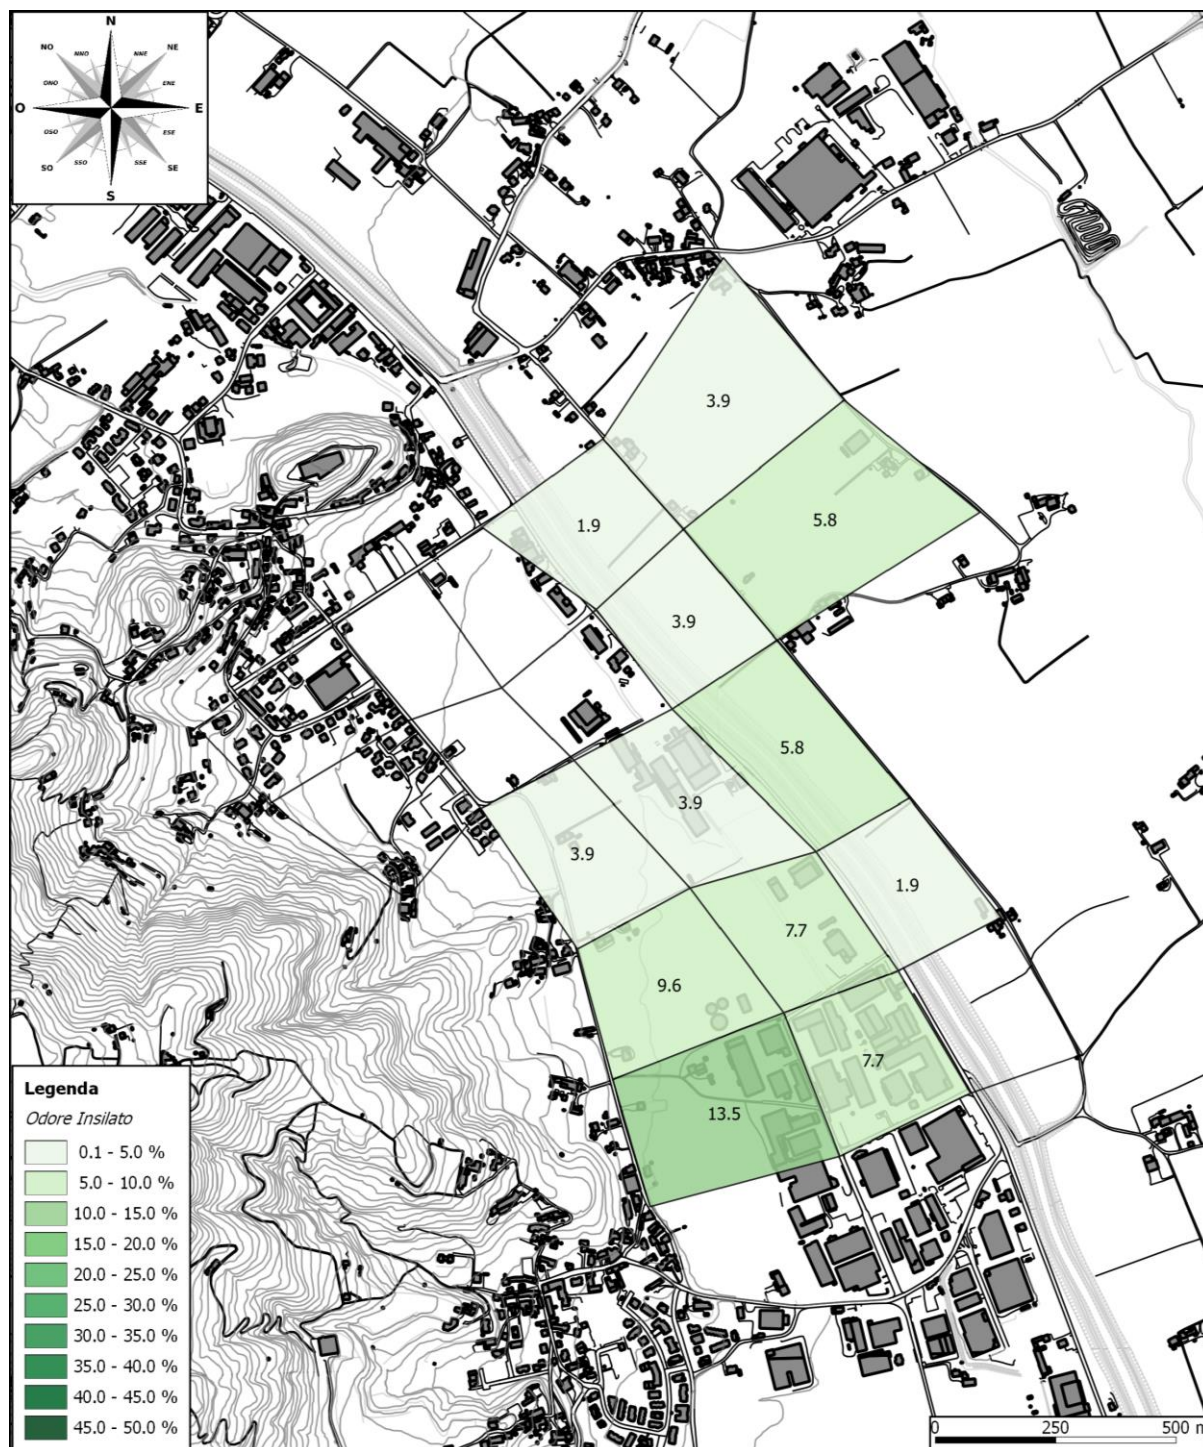 N
NO
NNO
NNE
NE
ONO
ENE
O
E
OSO
ESE
SO
SSO
SSE
SE
S
3.9
5.8
1.9
3.9
5.8
3.9
3.9
1.9
7.7
9.6
7.7
13.5
Legenda
Odore Insilato
0.1 - 5.0 %
5.0 - 10.0 %
10.0 - 15.0 %
15.0 - 20.0 %
20.0 - 25.0 %
25.0 - 30.0 %
30.0 - 35.0 %
35.0 - 40.0 %
40.0 - 45.0 %
45.0 - 50.0 %
0 250 500 m